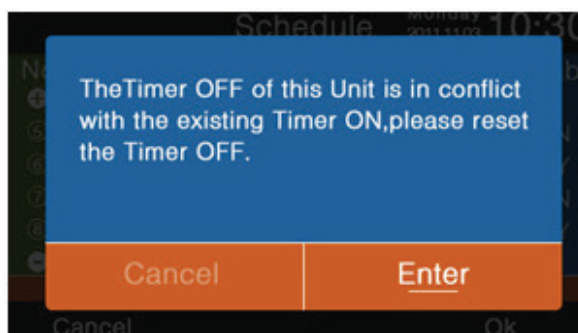 Schedule
Monday
2011.11.03
10:30
TheTimer OFF of this Unit is in conflict
with the existing Timer ON,please reset
the Timer OFF.
Cancel
Enter
Cancel
Ok